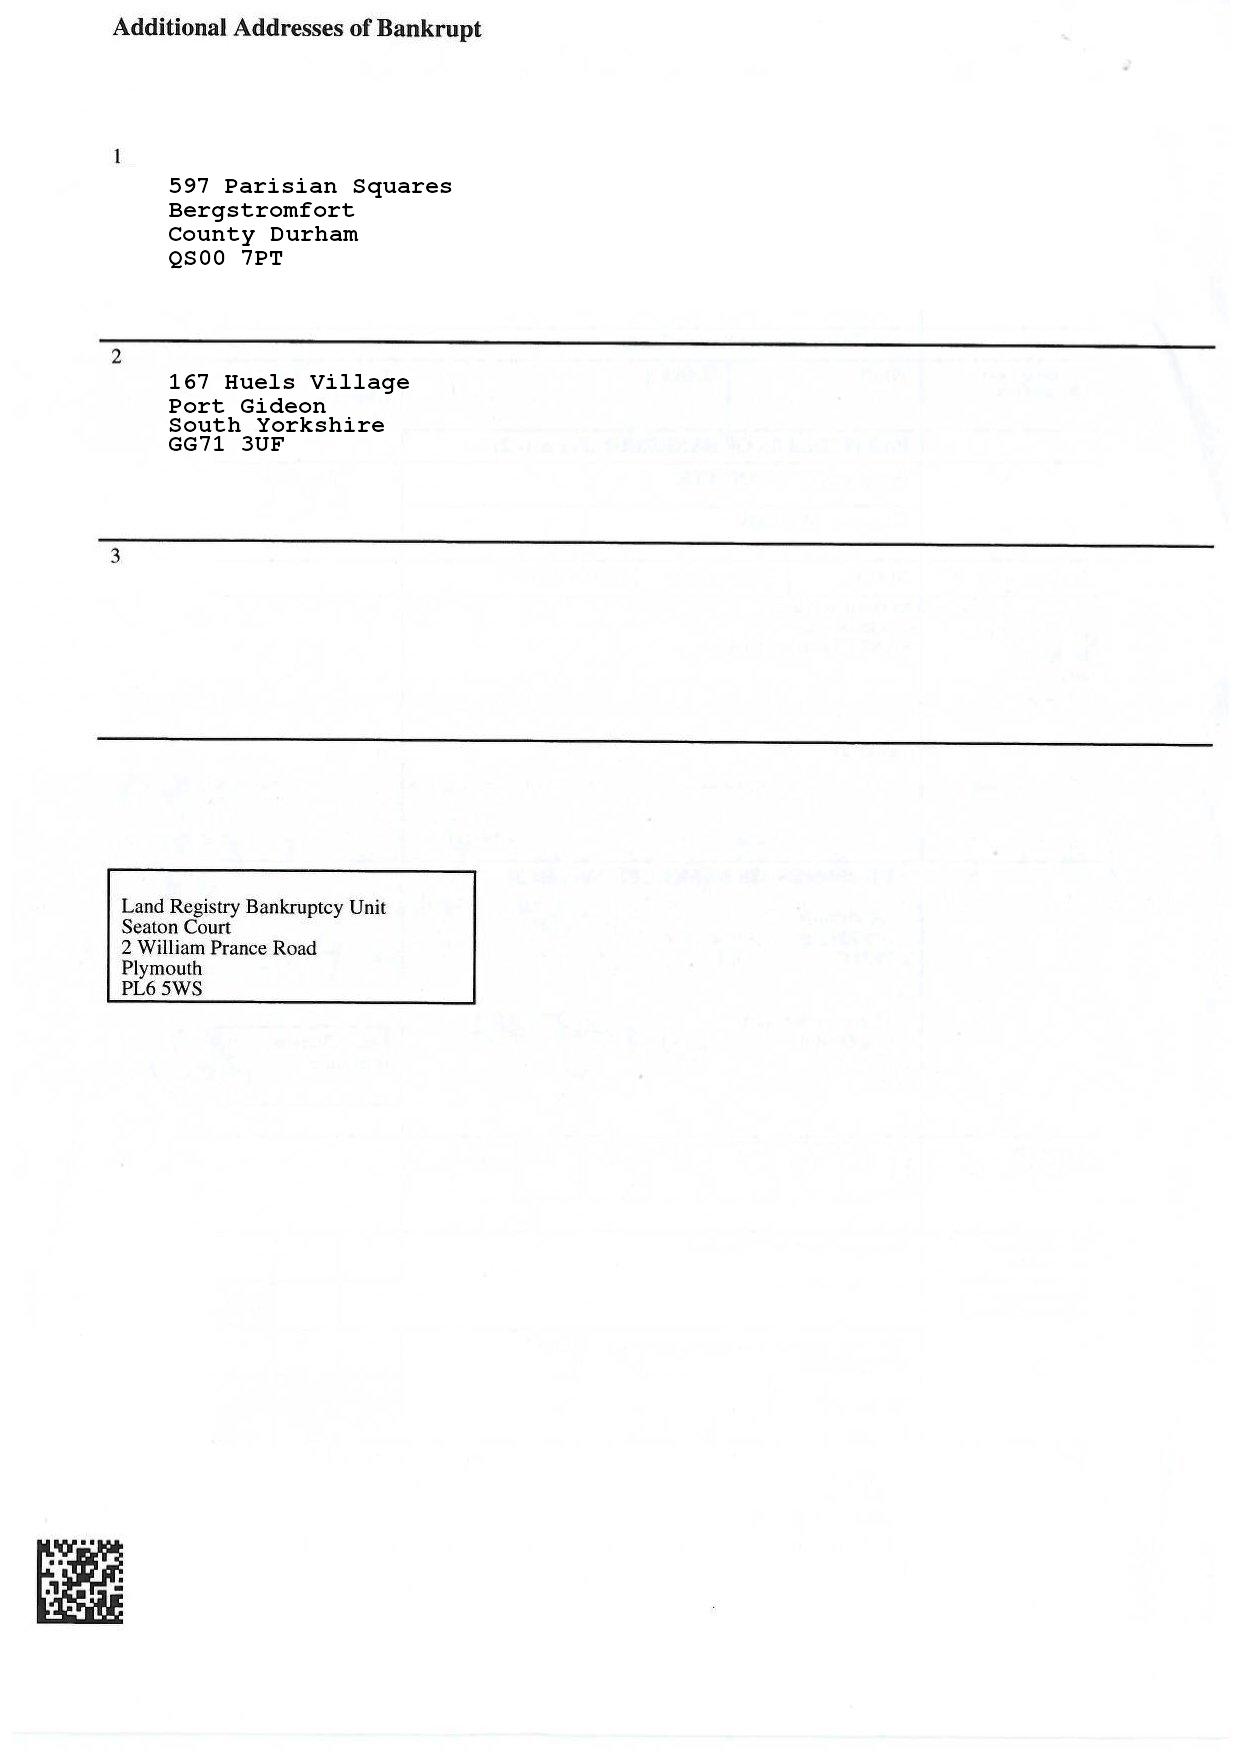 Additional Addresses of Bankrupt
1
597 Parisian Squares
Bergstromfort
County Durham
QS00 7PT
2
167 Huels Village
Port Gideon
South Yorkshire
GG71 3UF
3
Land Registry Bankruptcy Unit
Seaton Court
2 William Prance Road
Plymouth
PL6 5WS